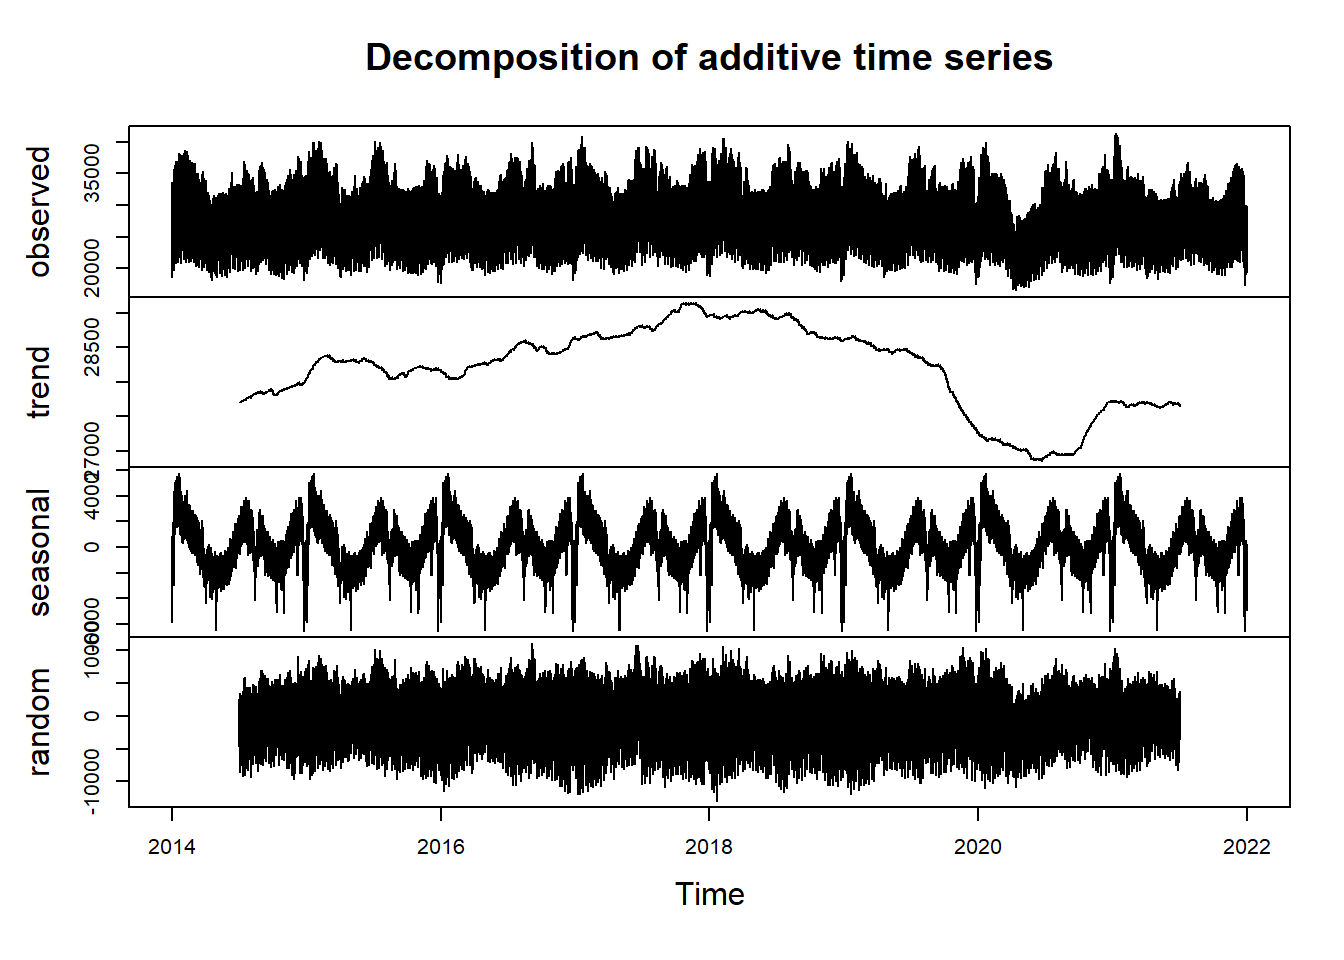 Decomposition of additive time series
observed
20000 35000
trend
27000 28500
seasonal
0 4000
random
-10000 0
2014 2016 2018 2020 2022
Time